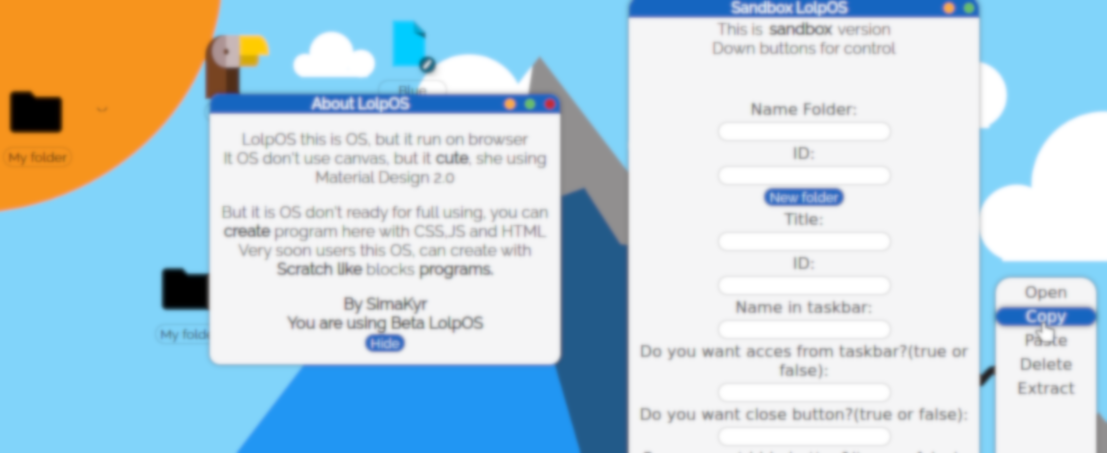 My folder
Blue
My folde
About LolpOS
LolpOS this is OS, but it run on browser
It OS don't use canvas, but it cute, she using
Material Design 2.0
But it is OS don't ready for full using, you can
create program here with CSS,JS and HTML
Very soon users this OS, can create with
Scratch like blocks programs.
By SimaKyr
You are using Beta LolpOS
Hide
Sandbox LolpOS
This is sandbox version
Down buttons for control
Name Folder:
ID:
New folder
Title:
ID:
Name in taskbar:
Do you want acces from taskbar?(true or
false):
Do you want close button?(true or false):
Open
Copy
Paste
Delete
Extract